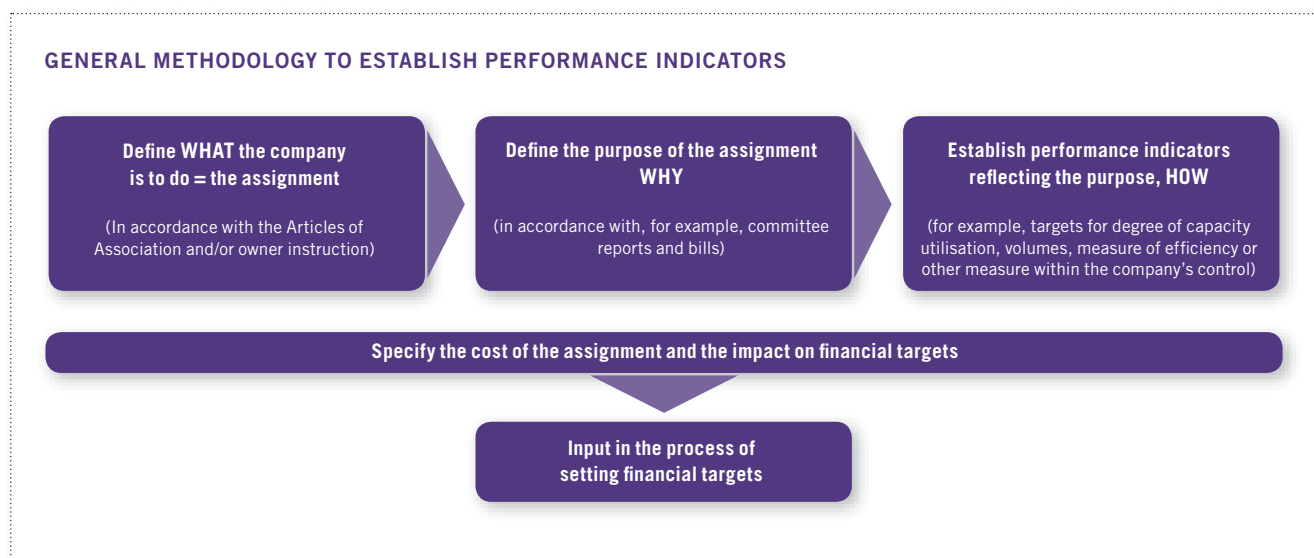 GENERAL METHODOLOGY TO ESTABLISH PERFORMANCE INDICATORS
Define WHAT the company
is to do = the assignment
(In accordance with the Articles of
Association and/or owner instruction)
Define the purpose of the assignment
WHY
(in accordance with, for example, committee
reports and bills)
Establish performance indicators
reflecting the purpose, HOW
(for example, targets for degree of capacity
utilisation, volumes, measure of efficiency or
other measure within the company's control)
Specify the cost of the assignment and the impact on financial targets
Input in the process of
setting financial targets